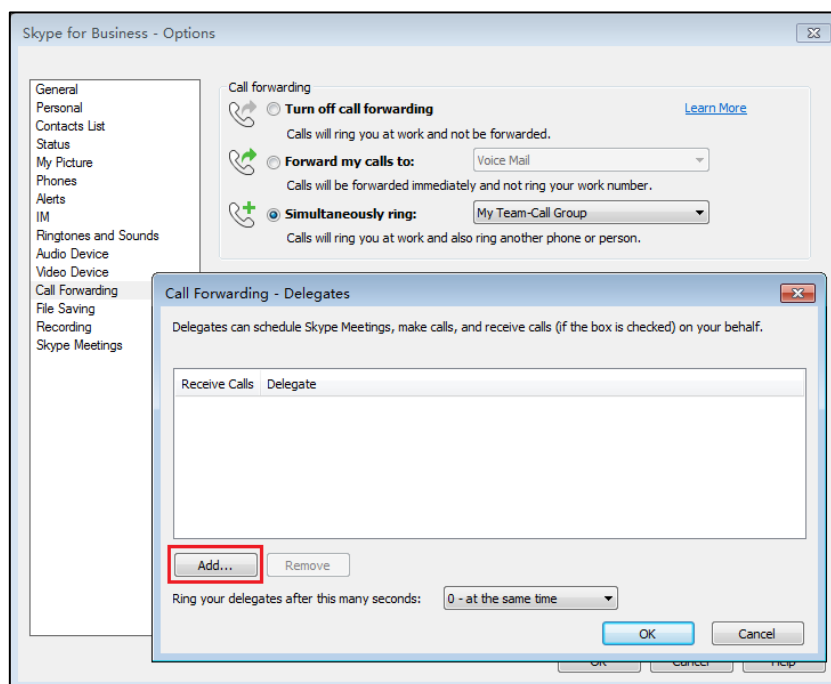 Skype for Business - Options
General
Personal
Contacts List
Status
My Picture
Phones
Alerts
IM
Ringtones and Sounds
Audio Device
Video Device
Call Forwarding
File Saving
Recording
Skype Meetings
Call forwarding
Turn off call forwarding
Learn More
Calls will ring you at work and not be forwarded.
Forward my calls to:
Voice Mail
Calls will be forwarded immediately and not ring your work number.
Simultaneously ring:
My Team-Call Group
Calls will ring you at work and also ring another phone or person.
Call Forwarding - Delegates
Delegates can schedule Skype Meetings, make calls, and receive calls (if the box is checked) on your behalf.
Receive Calls Delegate
Add... Remove
Ring your delegates after this many seconds: 0 - at the same time
OK Cancel
OK Cancel Help